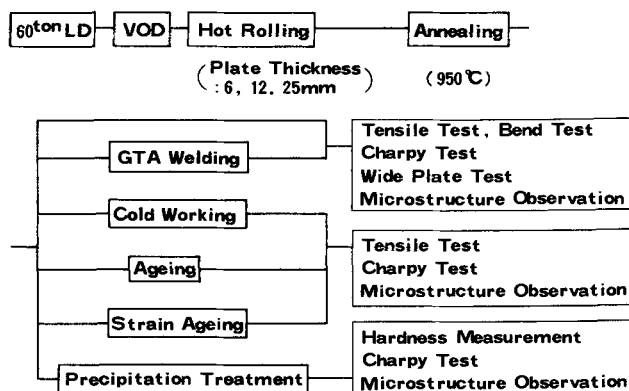 60ton LD VOD Hot Rolling Annealing
(Plate Thickness : 6, 12. 25mm) (950℃)
GTA Welding
Cold Working
Ageing
Strain Ageing
Precipitation Treatment
Tensile Test, Bend Test
Charpy Test
Wide Plate Test
Microstructure Observation
Tensile Test
Charpy Test
Microstructure Observation
Hardness Measurement
Charpy Test
Microstructure Observation